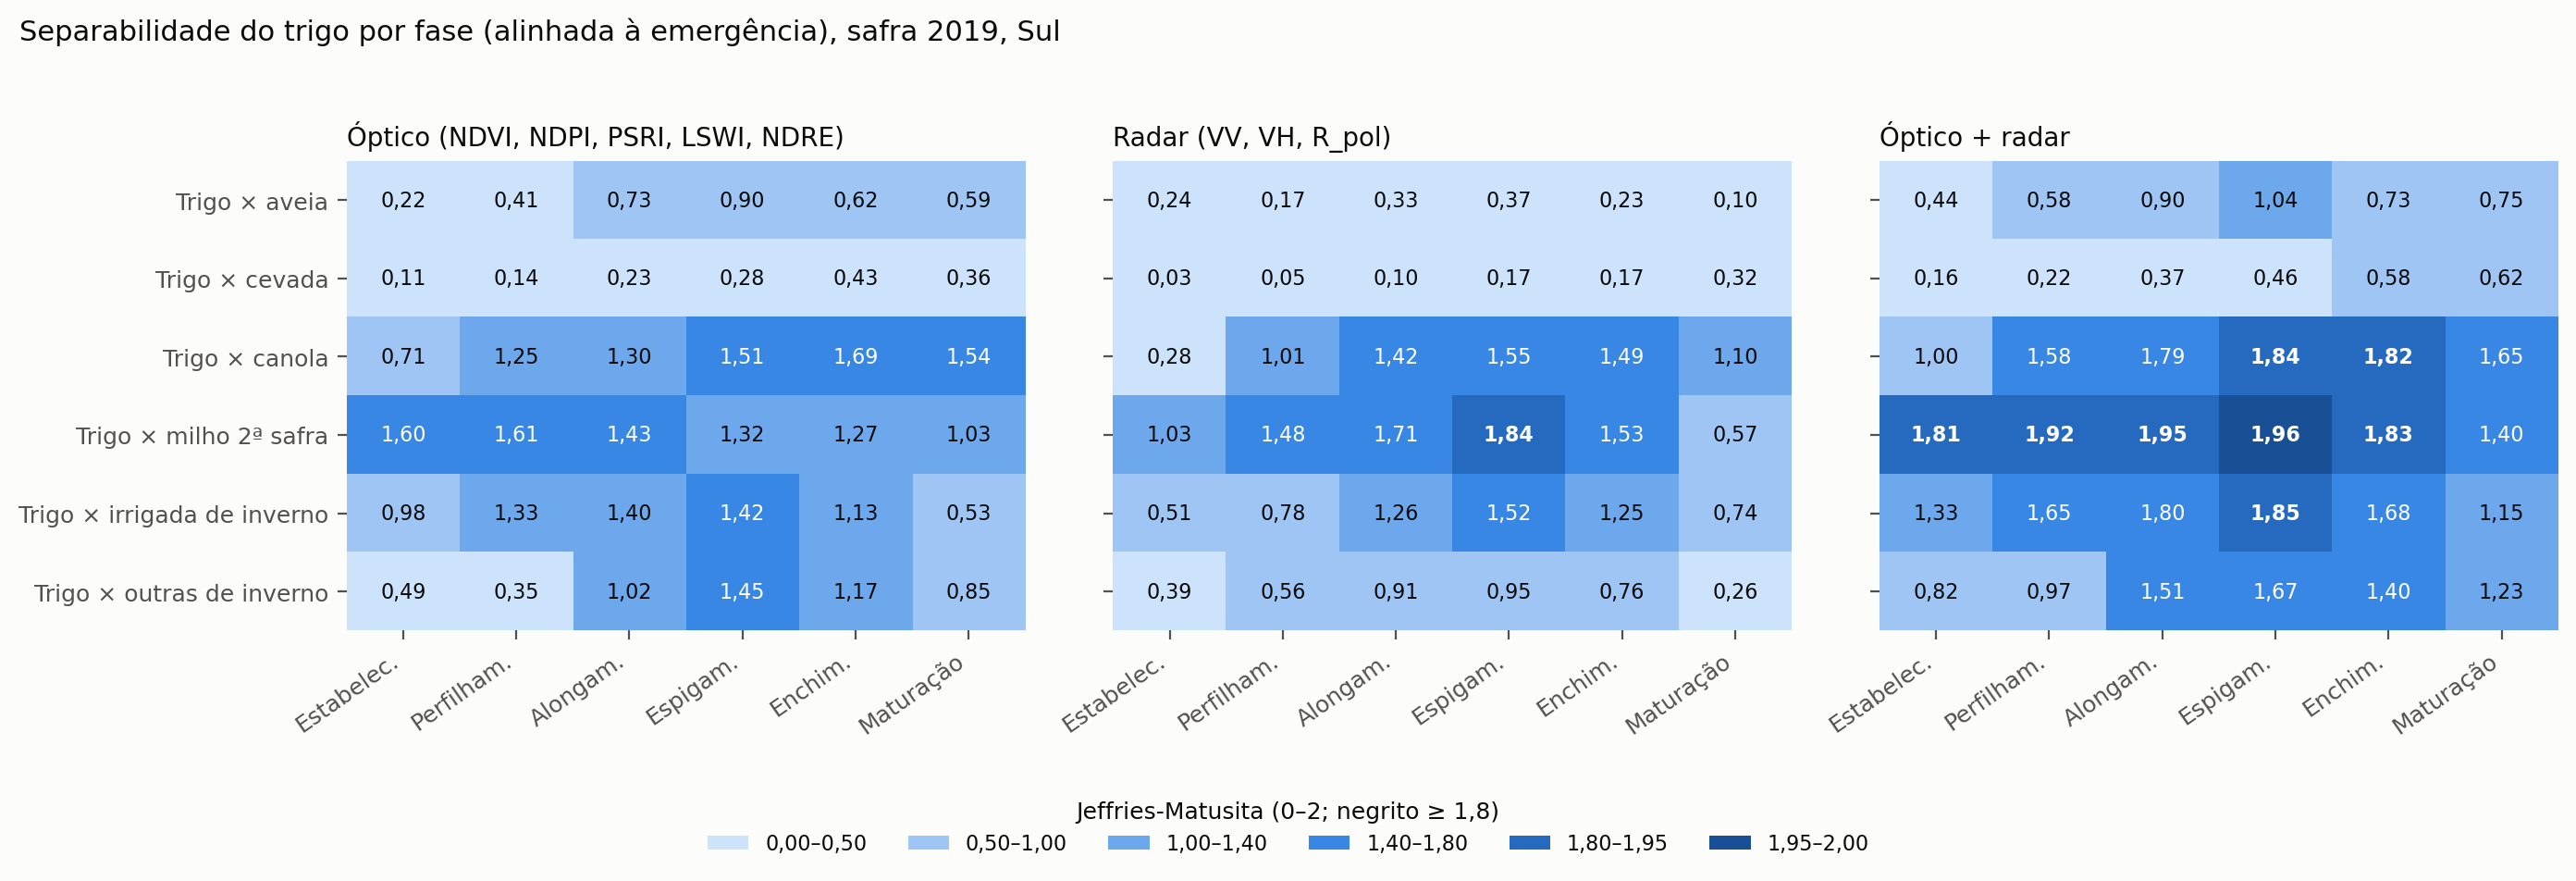 Separabilidade do trigo por fase (alinhada à emergência), safra 2019, Sul
Óptico (NDVI, NDPI, PSRI, LSWI, NDRE)
Radar (VV, VH, R_pol)
Óptico + radar
Trigo × aveia 0,22 0,41 0,73 0,90 0,62 0,59 0,24 0,17 0,33 0,37 0,23 0,10 0,44 0,58 0,90 1,04 0,73 0,75
Trigo × cevada 0,11 0,14 0,23 0,28 0,43 0,36 0,03 0,05 0,10 0,17 0,17 0,32 0,16 0,22 0,37 0,46 0,58 0,62
Trigo × canola 0,71 1,25 1,30 1,51 1,69 1,54 0,28 1,01 1,42 1,55 1,49 1,10 1,00 1,58 1,79 1,84 1,82 1,65
Trigo × milho 2ª safra 1,60 1,61 1,43 1,32 1,27 1,03 1,03 1,48 1,71 1,84 1,53 0,57 1,81 1,92 1,95 1,96 1,83 1,40
Trigo × irrigada de inverno 0,98 1,33 1,40 1,42 1,13 0,53 0,51 0,78 1,26 1,52 1,25 0,74 1,33 1,65 1,80 1,85 1,68 1,15
Trigo × outras de inverno 0,49 0,35 1,02 1,45 1,17 0,85 0,39 0,56 0,91 0,95 0,76 0,26 0,82 0,97 1,51 1,67 1,40 1,23
Estabelec. Perfilham. Alongam. Espigam. Enchim. Maturação Estabelec. Perfilham. Alongam. Espigam. Enchim. Maturação Estabelec. Perfilham. Alongam. Espigam. Enchim. Maturação
Jeffries-Matusita (0–2; negrito ≥ 1,8)
0,00–0,50 0,50–1,00 1,00–1,40 1,40–1,80 1,80–1,95 1,95–2,00